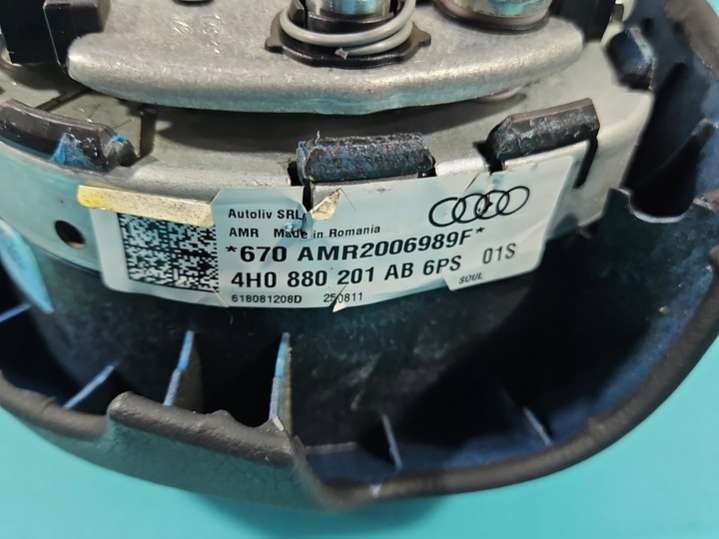 Autoliv SRL
AMR Made in Romania
*670 AMR2006989F*
4H0 880 201 AB 6PS 01S
SOUL
618081208D 250811